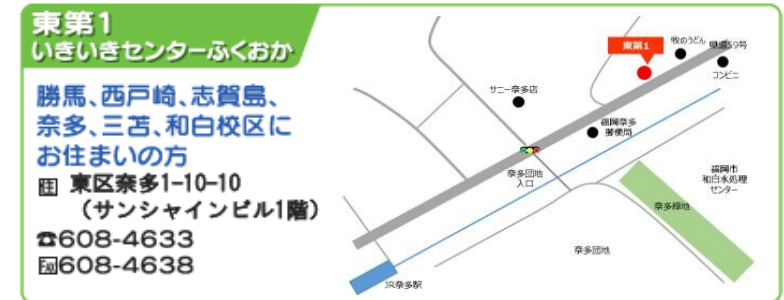 東第1
いきいきセンターふくおか
勝馬、西戸崎、志賀島、
奈多、三苫、和白校区に
お住まいの方
住 東区奈多1-10-10
（サンシャインビル1階）
☎608-4633
FAX608-4638
東第1
牧のうどん
県道59号
コンビニ
サニー奈多店
福岡奈多
郵便局
奈多団地
入口
福岡市
和白水処理
センター
奈多緑地
奈多団地
JR奈多駅